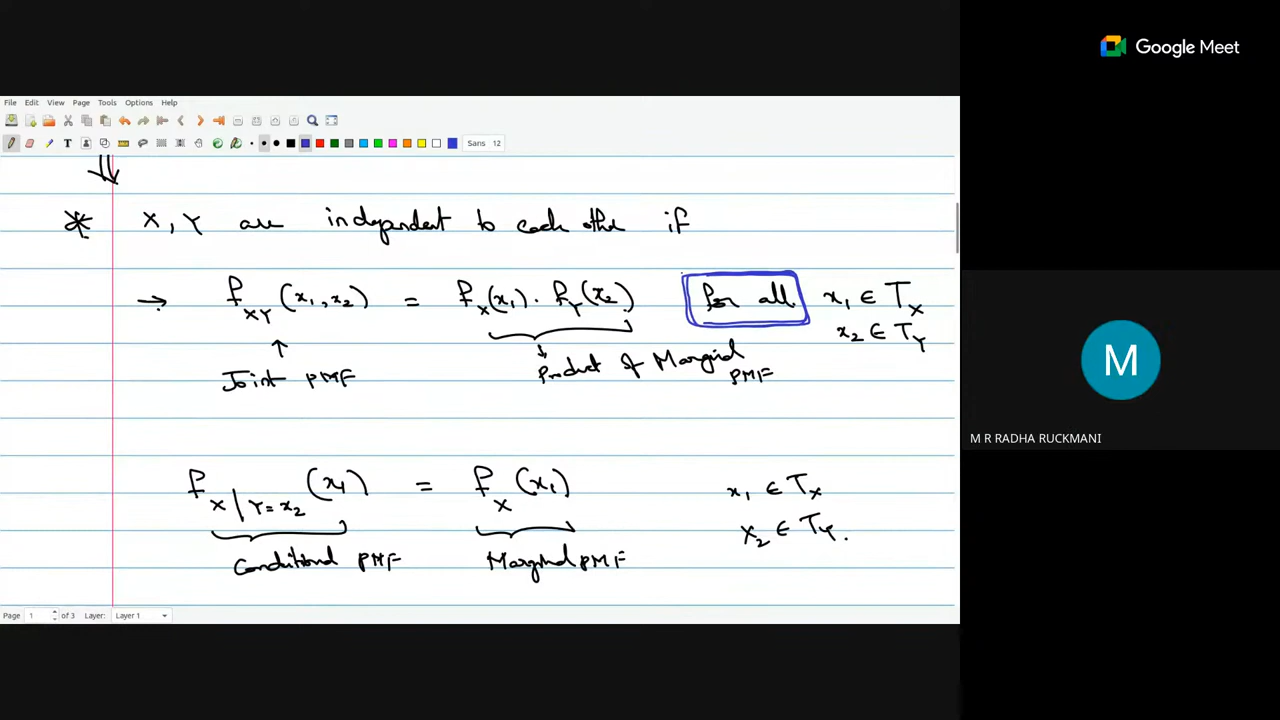 Google Meet
File Edit View Page Tools Options Help
Sans 12
* X, Y are independent to each other if
→ f_XY (x₁, x₂) = f_X(x₁) · f_Y(x₂) for all x₁ ∈ T_X
x₂ ∈ T_Y
↑ Joint PMF
↓ Product of Marginal PMF
f_X|Y=x₂ (x₁) = f_X (x₁) x₁ ∈ T_X
x₂ ∈ T_Y.
Conditional PMF Marginal PMF
M
M R RADHA RUCKMANI
Page 1 of 3 Layer: Layer 1